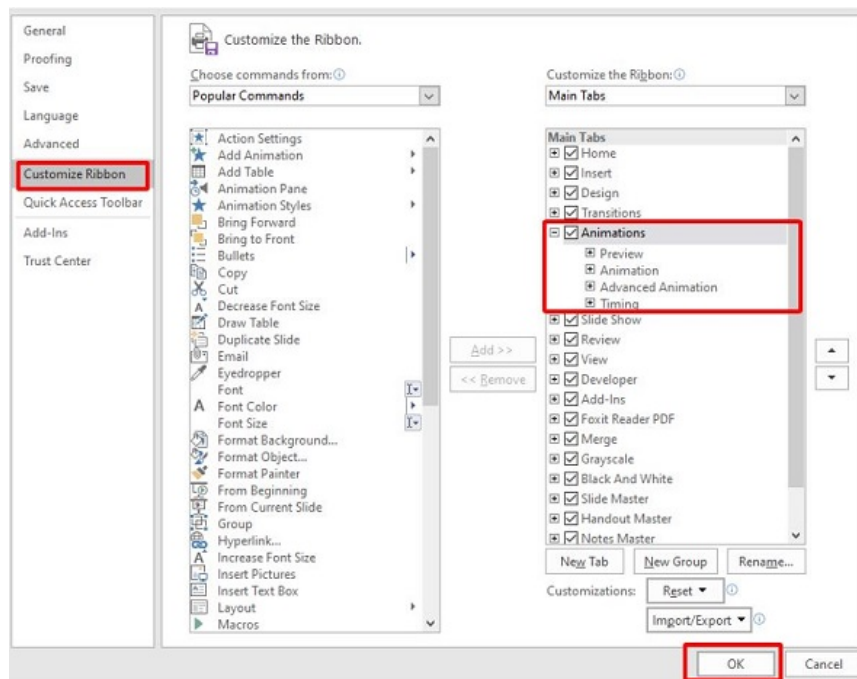 General
Proofing
Save
Language
Advanced
Customize Ribbon
Quick Access Toolbar
Add-Ins
Trust Center
Customize the Ribbon.
Choose commands from:
Popular Commands
Action Settings
Add Animation
Add Table
Animation Pane
Animation Styles
Bring Forward
Bring to Front
Bullets
Copy
Cut
Decrease Font Size
Draw Table
Duplicate Slide
Email
Eyedropper
Font
Font Color
Font Size
Format Background...
Format Object...
Format Painter
From Beginning
From Current Slide
Group
Hyperlink...
Increase Font Size
Insert Pictures
Insert Text Box
Layout
Macros
Add >>
<< Remove
Customize the Ribbon:
Main Tabs
Main Tabs
Home
Insert
Design
Transitions
Animations
Preview
Animation
Advanced Animation
Timing
Slide Show
Review
View
Developer
Add-Ins
Foxit Reader PDF
Merge
Grayscale
Black And White
Slide Master
Handout Master
Notes Master
New Tab
New Group
Rename...
Customizations:
Reset
Import/Export
OK
Cancel